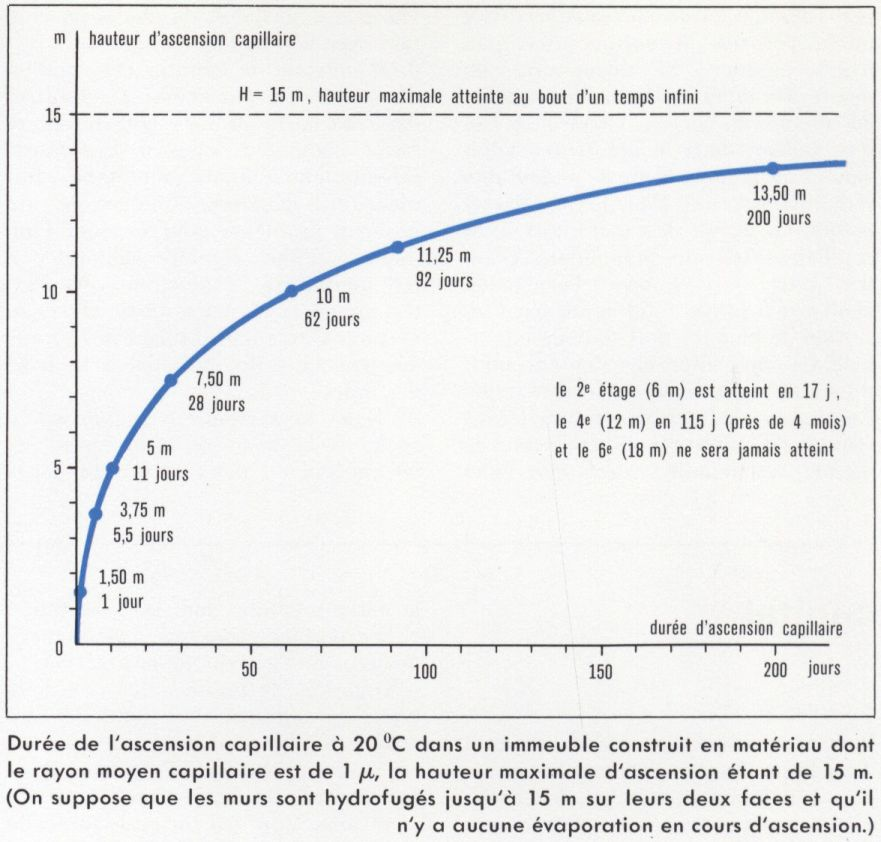 m hauteur d'ascension capillaire
H = 15 m, hauteur maximale atteinte au bout d'un temps infini
15
13,50 m
200 jours
11,25 m
92 jours
10
10 m
62 jours
7,50 m
28 jours
le 2e étage (6 m) est atteint en 17 j,
le 4e (12 m) en 115 j (près de 4 mois)
et le 6e (18 m) ne sera jamais atteint
5 m
11 jours
5
3,75 m
5,5 jours
1,50 m
1 jour
durée d'ascension capillaire
0
50 100 150 200 jours
Durée de l'ascension capillaire à 20 °C dans un immeuble construit en matériau dont
le rayon moyen capillaire est de 1 µ, la hauteur maximale d'ascension étant de 15 m.
(On suppose que les murs sont hydrofugés jusqu'à 15 m sur leurs deux faces et qu'il
n'y a aucune évaporation en cours d'ascension.)